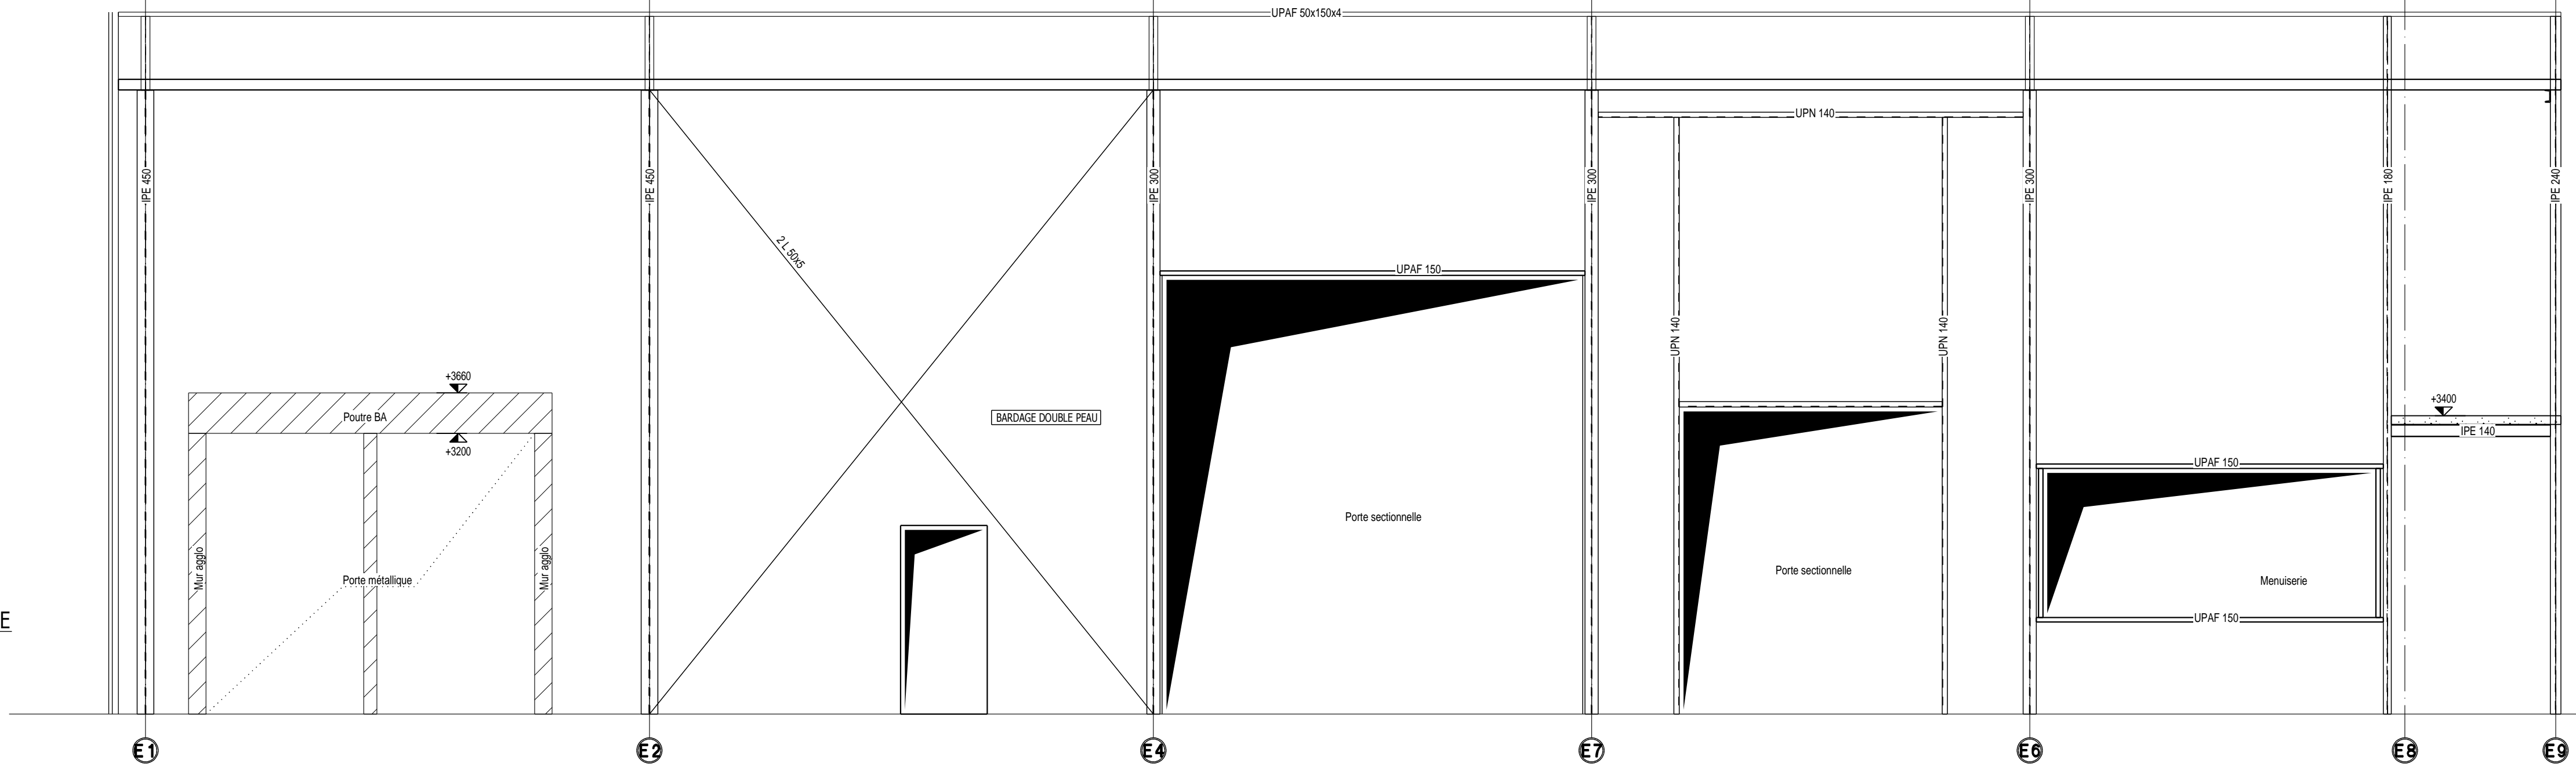 UPAF 50x150x4
UPN 140
IPE 450
IPE 450
IPE 300
IPE 300
IPE 300
IPE 180
IPE 240
2 L 50x5
UPAF 150
UPN 140
UPN 140
+3660
Poutre BA
+3200
BARDAGE DOUBLE PEAU
+3400
IPE 140
UPAF 150
Porte sectionnelle
Mur agglo
Porte métallique
Mur agglo
Porte sectionnelle
Menuiserie
UPAF 150
E
E1
E2
E4
E7
E6
E8
E9